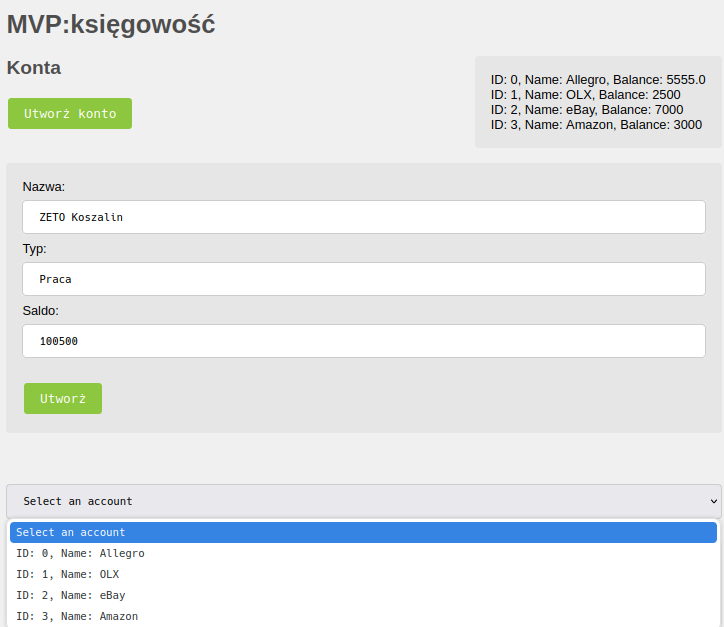 MVP:księgowość
Konta
Utworż konto
ID: 0, Name: Allegro, Balance: 5555.0
ID: 1, Name: OLX, Balance: 2500
ID: 2, Name: eBay, Balance: 7000
ID: 3, Name: Amazon, Balance: 3000
Nazwa:
ZETO Koszalin
Typ:
Praca
Saldo:
100500
Utworż
Select an account
Select an account
ID: 0, Name: Allegro
ID: 1, Name: OLX
ID: 2, Name: eBay
ID: 3, Name: Amazon